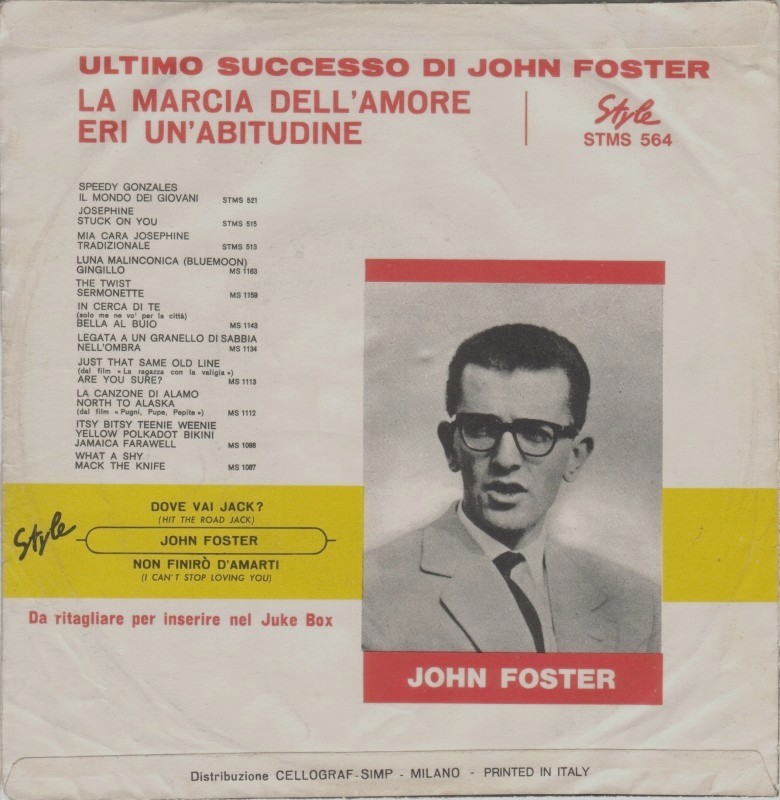 ULTIMO SUCCESSO DI JOHN FOSTER
LA MARCIA DELL'AMORE
ERI UN'ABITUDINE
Style
STMS 564
SPEEDY GONZALES
IL MONDO DEI GIOVANI STMS 521
JOSEPHINE
STUCK ON YOU STMS 515
MIA CARA JOSEPHINE
TRADIZIONALE STMS 513
LUNA MALINCONICA (BLUEMOON)
GINGILLO MS 1163
THE TWIST
SERMONETTE MS 1159
IN CERCA DI TE
(solo me ne vo' per la città)
BELLA AL BUIO MS 1143
LEGATA A UN GRANELLO DI SABBIA
NELL'OMBRA MS 1134
JUST THAT SAME OLD LINE
(dal film « La ragazza con la valigia »)
ARE YOU SURE? MS 1113
LA CANZONE DI ALAMO
NORTH TO ALASKA
(dal film « Pugni, Pupe, Pepite ») MS 1112
ITSY BITSY TEENIE WEENIE
YELLOW POLKADOT BIKINI
JAMAICA FARAWELL MS 1088
WHAT A SHY
MACK THE KNIFE MS 1087
Style
DOVE VAI JACK?
(HIT THE ROAD JACK)
JOHN FOSTER
NON FINIRÒ D'AMARTI
(I CAN'T STOP LOVING YOU)
Da ritagliare per inserire nel Juke Box
JOHN FOSTER
Distribuzione CELLOGRAF-SIMP - MILANO - PRINTED IN ITALY